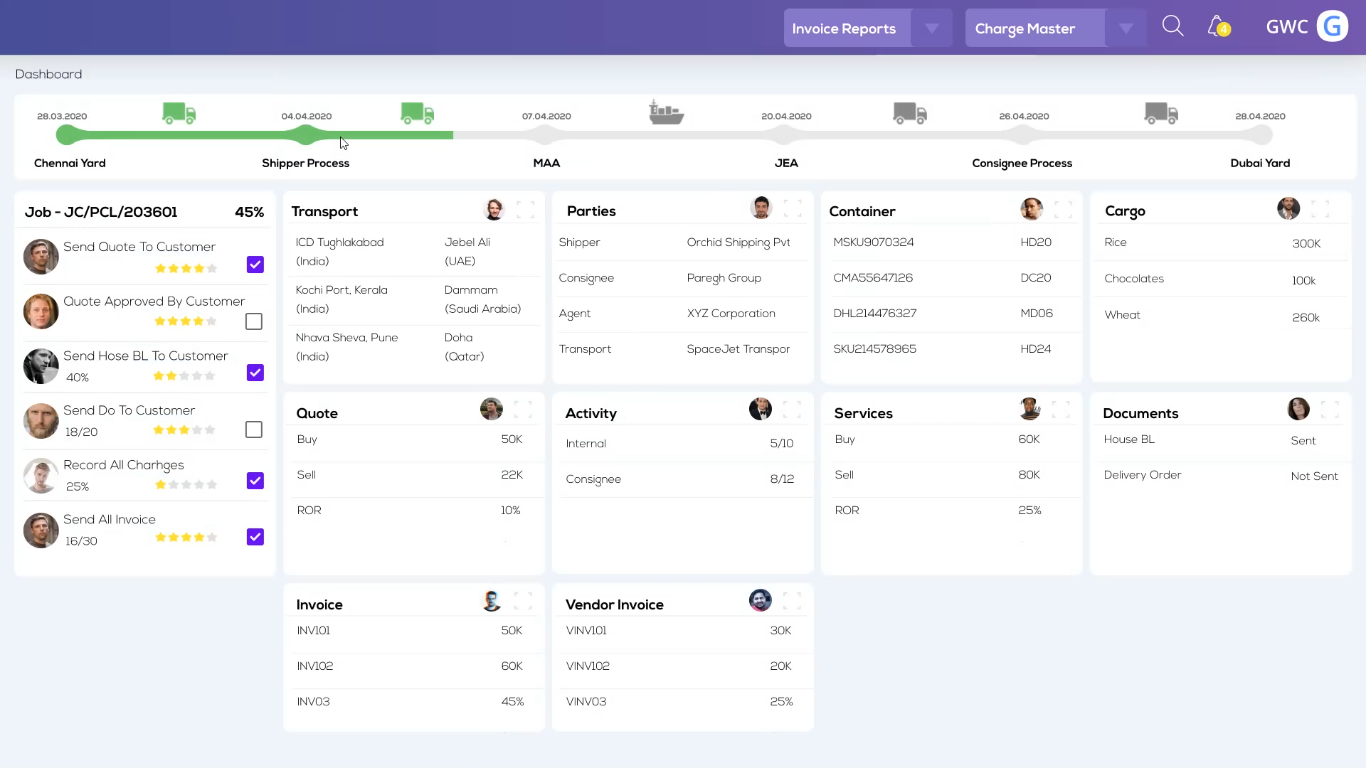 Invoice Reports
Charge Master
4
GWC G
Dashboard
28.03.2020
04.04.2020
07.04.2020
20.04.2020
26.04.2020
28.04.2020
Chennai Yard
Shipper Process
MAA
JEA
Consignee Process
Dubai Yard
Job - JC/PCL/203601 45%
Send Quote To Customer
Quote Approved By Customer
Send Hose BL To Customer
40%
Send Do To Customer
18/20
Record All Charhges
25%
Send All Invoice
16/30
Transport
ICD Tughlakabad Jebel Ali
(India) (UAE)
Kochi Port, Kerala Dammam
(India) (Saudi Arabia)
Nhava Sheva, Pune Doha
(India) (Qatar)
Parties
Shipper Orchid Shipping Pvt
Consignee Paregh Group
Agent XYZ Corporation
Transport SpaceJet Transpor
Container
MSKU9070324 HD20
CMA55647126 DC20
DHL214476327 MD06
SKU214578965 HD24
Cargo
Rice 300K
Chocolates 100k
Wheat 260k
Quote
Buy 50K
Sell 22K
ROR 10%
Activity
Internal 5/10
Consignee 8/12
Services
Buy 60K
Sell 80K
ROR 25%
Documents
House BL Sent
Delivery Order Not Sent
Invoice
INV101 50K
INV102 60K
INV03 45%
Vendor Invoice
VINV101 30K
VINV102 20K
VINV03 25%